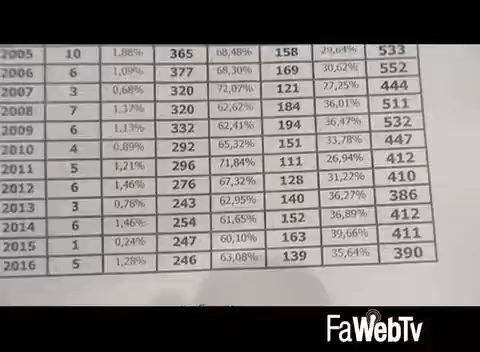 2005 10 1,88% 365 68,48% 158 29,64% 533
2006 6 1,09% 377 68,30% 169 30,62% 552
2007 3 0,68% 320 72,07% 121 27,25% 444
2008 7 1,37% 320 62,62% 184 36,01% 511
2009 6 1,13% 332 62,41% 194 36,47% 532
2010 4 0,89% 292 65,32% 151 33,78% 447
2011 5 1,21% 296 71,84% 111 26,94% 412
2012 6 1,46% 276 67,32% 128 31,22% 410
2013 3 0,78% 243 62,95% 140 36,27% 386
2014 6 1,46% 254 61,65% 152 36,89% 412
2015 1 0,24% 247 60,10% 163 39,66% 411
2016 5 1,28% 246 63,08% 139 35,64% 390
FaWebTv